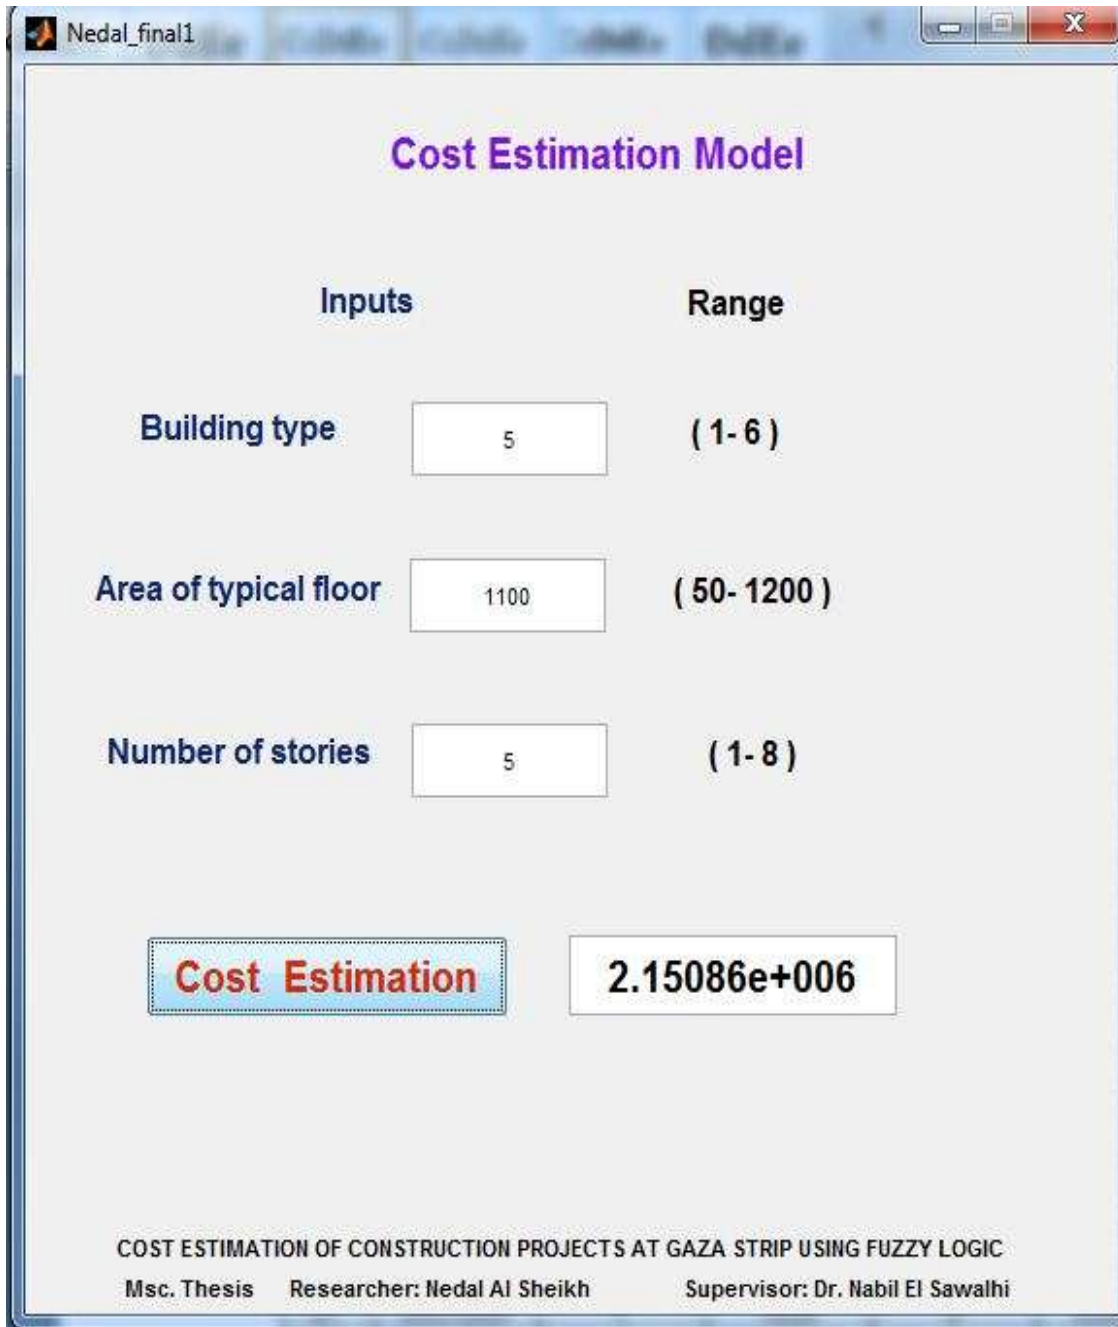 Nedal_final1
Cost Estimation Model
Inputs Range
Building type 5 ( 1- 6 )
Area of typical floor 1100 ( 50- 1200 )
Number of stories 5 ( 1- 8 )
Cost Estimation 2.15086e+006
COST ESTIMATION OF CONSTRUCTION PROJECTS AT GAZA STRIP USING FUZZY LOGIC
Msc. Thesis Researcher: Nedal Al Sheikh Supervisor: Dr. Nabil El Sawalhi